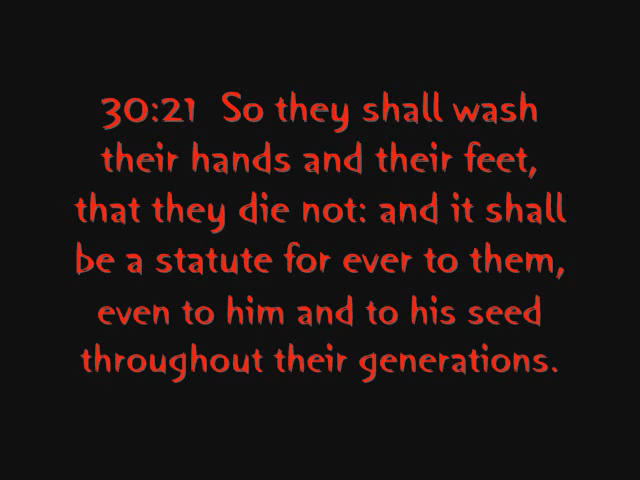 30:21 So they shall wash
their hands and their feet,
that they die not: and it shall
be a statute for ever to them,
even to him and to his seed
throughout their generations.